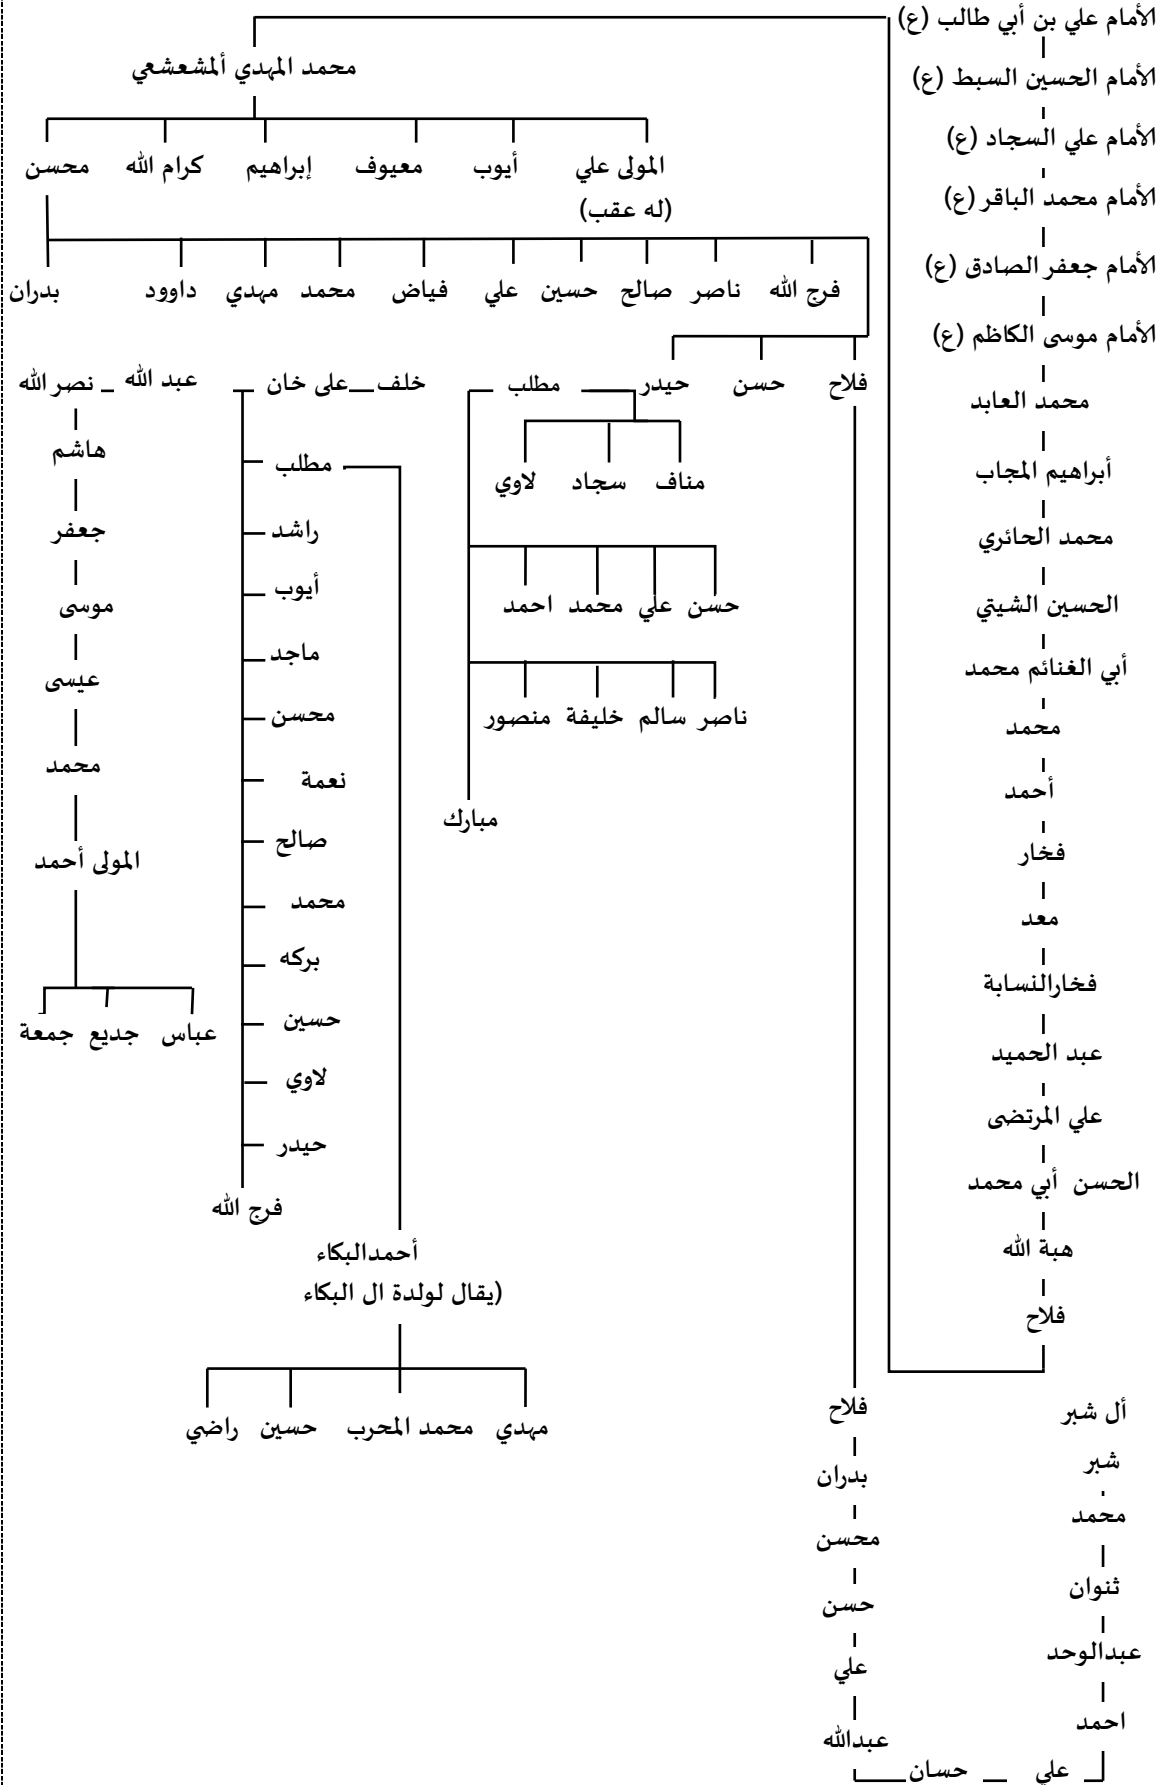 الأمام علي بن أبي طالب (ع)
الأمام الحسين السبط (ع)
الأمام علي السجاد (ع)
الأمام محمد الباقر (ع)
الأمام جعفر الصادق (ع)
الأمام موسى الكاظم (ع)
محمد العابد
أبراهيم المجاب
محمد الحائري
الحسين الشيتي
أبي الغنائم محمد
محمد
أحمد
فخار
معد
فخارالنسابة
عبد الحميد
علي المرتضى
الحسن أبي محمد
هبة الله
فلاح
محمد المهدي ألمشعشعي
المولى علي أيوب معيوف إبراهيم كرام الله محسن
(له عقب)
فرج الله ناصر صالح حسين علي فياض محمد مهدي داوود بدران
فلاح حسن حيدر مطلب خلف على خان عبد الله نصر الله
مناف سجاد لاوي
حسن علي محمد احمد
ناصر سالم خليفة منصور
مبارك
مطلب
راشد
أيوب
ماجد
محسن
نعمة
صالح
محمد
بركه
حسين
لاوي
حيدر
فرج الله
أحمدالبكاء
(يقال لولدة ال البكاء
مهدي محمد المحرب حسين راضي
هاشم
جعفر
موسى
عيسى
محمد
المولى أحمد
عباس جديع جمعة
فلاح
بدران
محسن
حسن
علي
عبدالله
أل شبر
شبر
محمد
ثنوان
عبدالوحد
احمد
علي حسان